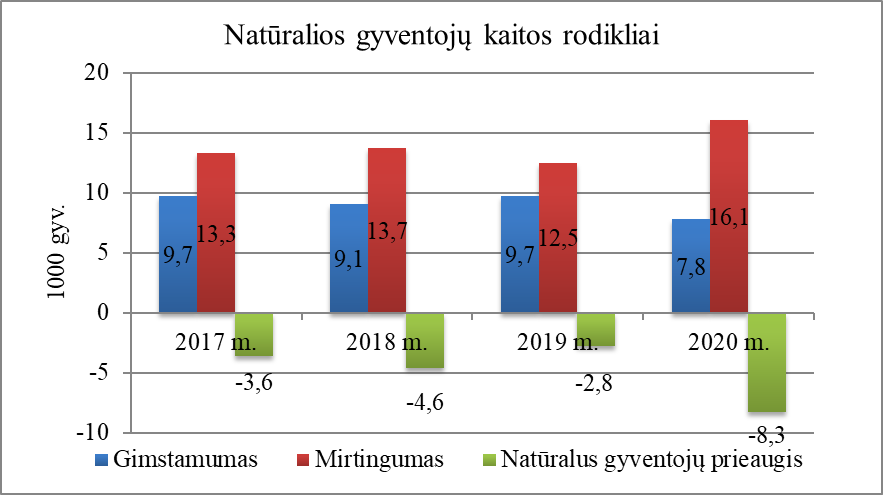 Natūralios gyventojų kaitos rodikliai
20
15
10
5
0
-5
-10
1000 gyv.
9,7
13,3
-3,6
9,1
13,7
-4,6
9,7
12,5
-2,8
7,8
16,1
-8,3
2017 m.
2018 m.
2019 m.
2020 m.
Gimstamumas
Mirtingumas
Natūralus gyventojų prieaugis